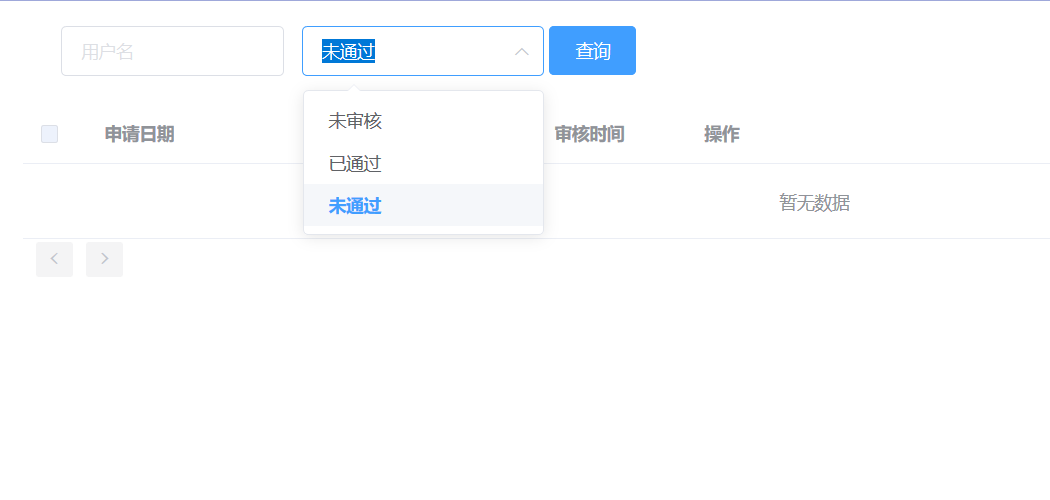 用户名 未通过 查询
未审核
申请日期 审核时间 操作
已通过
未通过
暂无数据